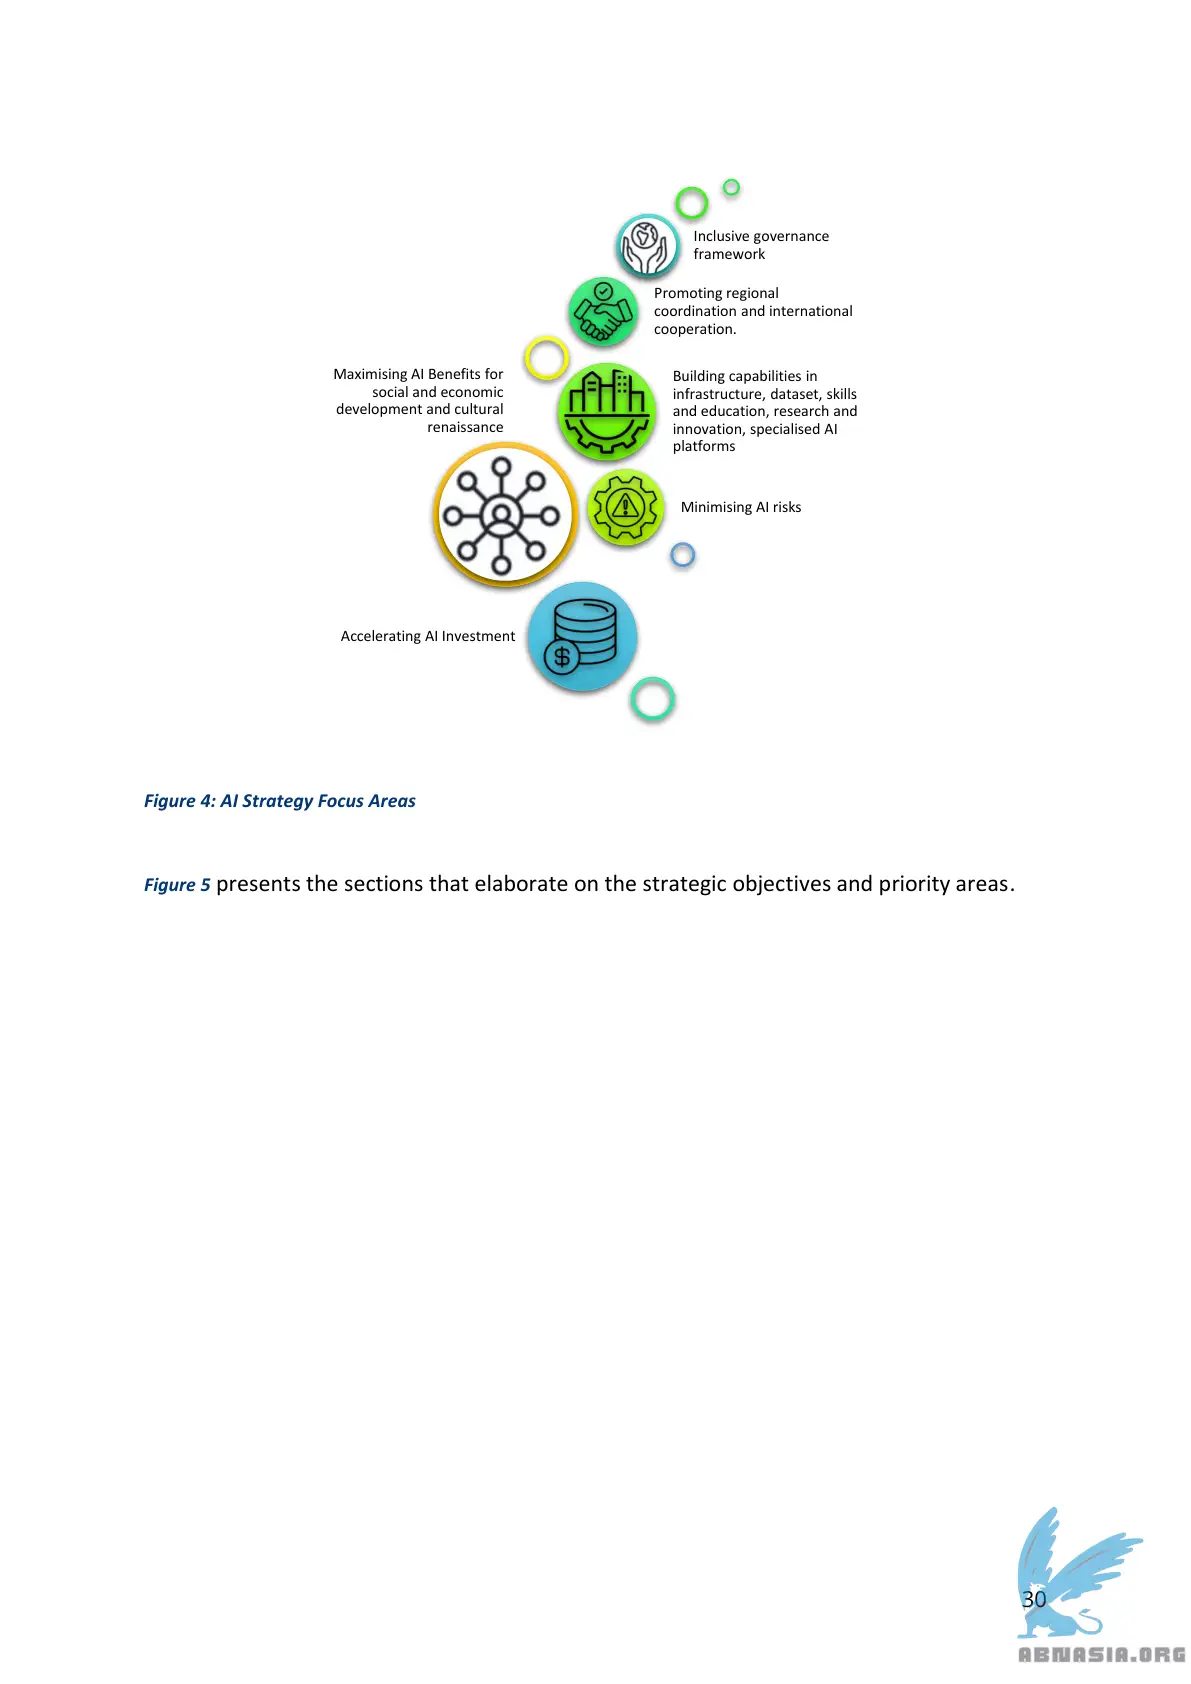 Inclusive governance
framework
Promoting regional
coordination and international
cooperation.
Maximising AI Benefits for
social and economic
development and cultural
renaissance
Building capabilities in
infrastructure, dataset, skills
and education, research and
innovation, specialised AI
platforms
Minimising AI risks
$
Accelerating AI Investment
Figure 4: AI Strategy Focus Areas
Figure 5 presents the sections that elaborate on the strategic objectives and priority areas.
30
ABNASIA.ORG